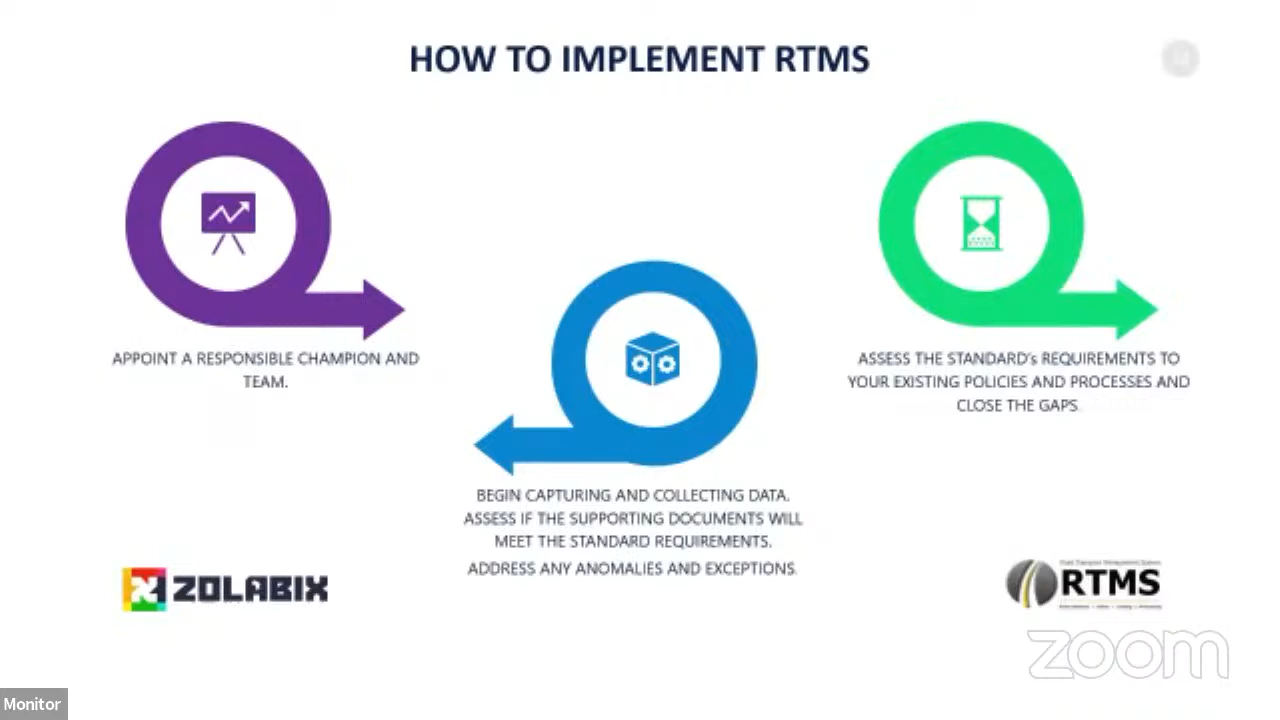 HOW TO IMPLEMENT RTMS
APPOINT A RESPONSIBLE CHAMPION AND
TEAM.
BEGIN CAPTURING AND COLLECTING DATA.
ASSESS IF THE SUPPORTING DOCUMENTS WILL
MEET THE STANDARD REQUIREMENTS.
ADDRESS ANY ANOMALIES AND EXCEPTIONS.
ASSESS THE STANDARD's REQUIREMENTS TO
YOUR EXISTING POLICIES AND PROCESSES AND
CLOSE THE GAPS.
ZOLABIX
RTMS
zoom
Monitor